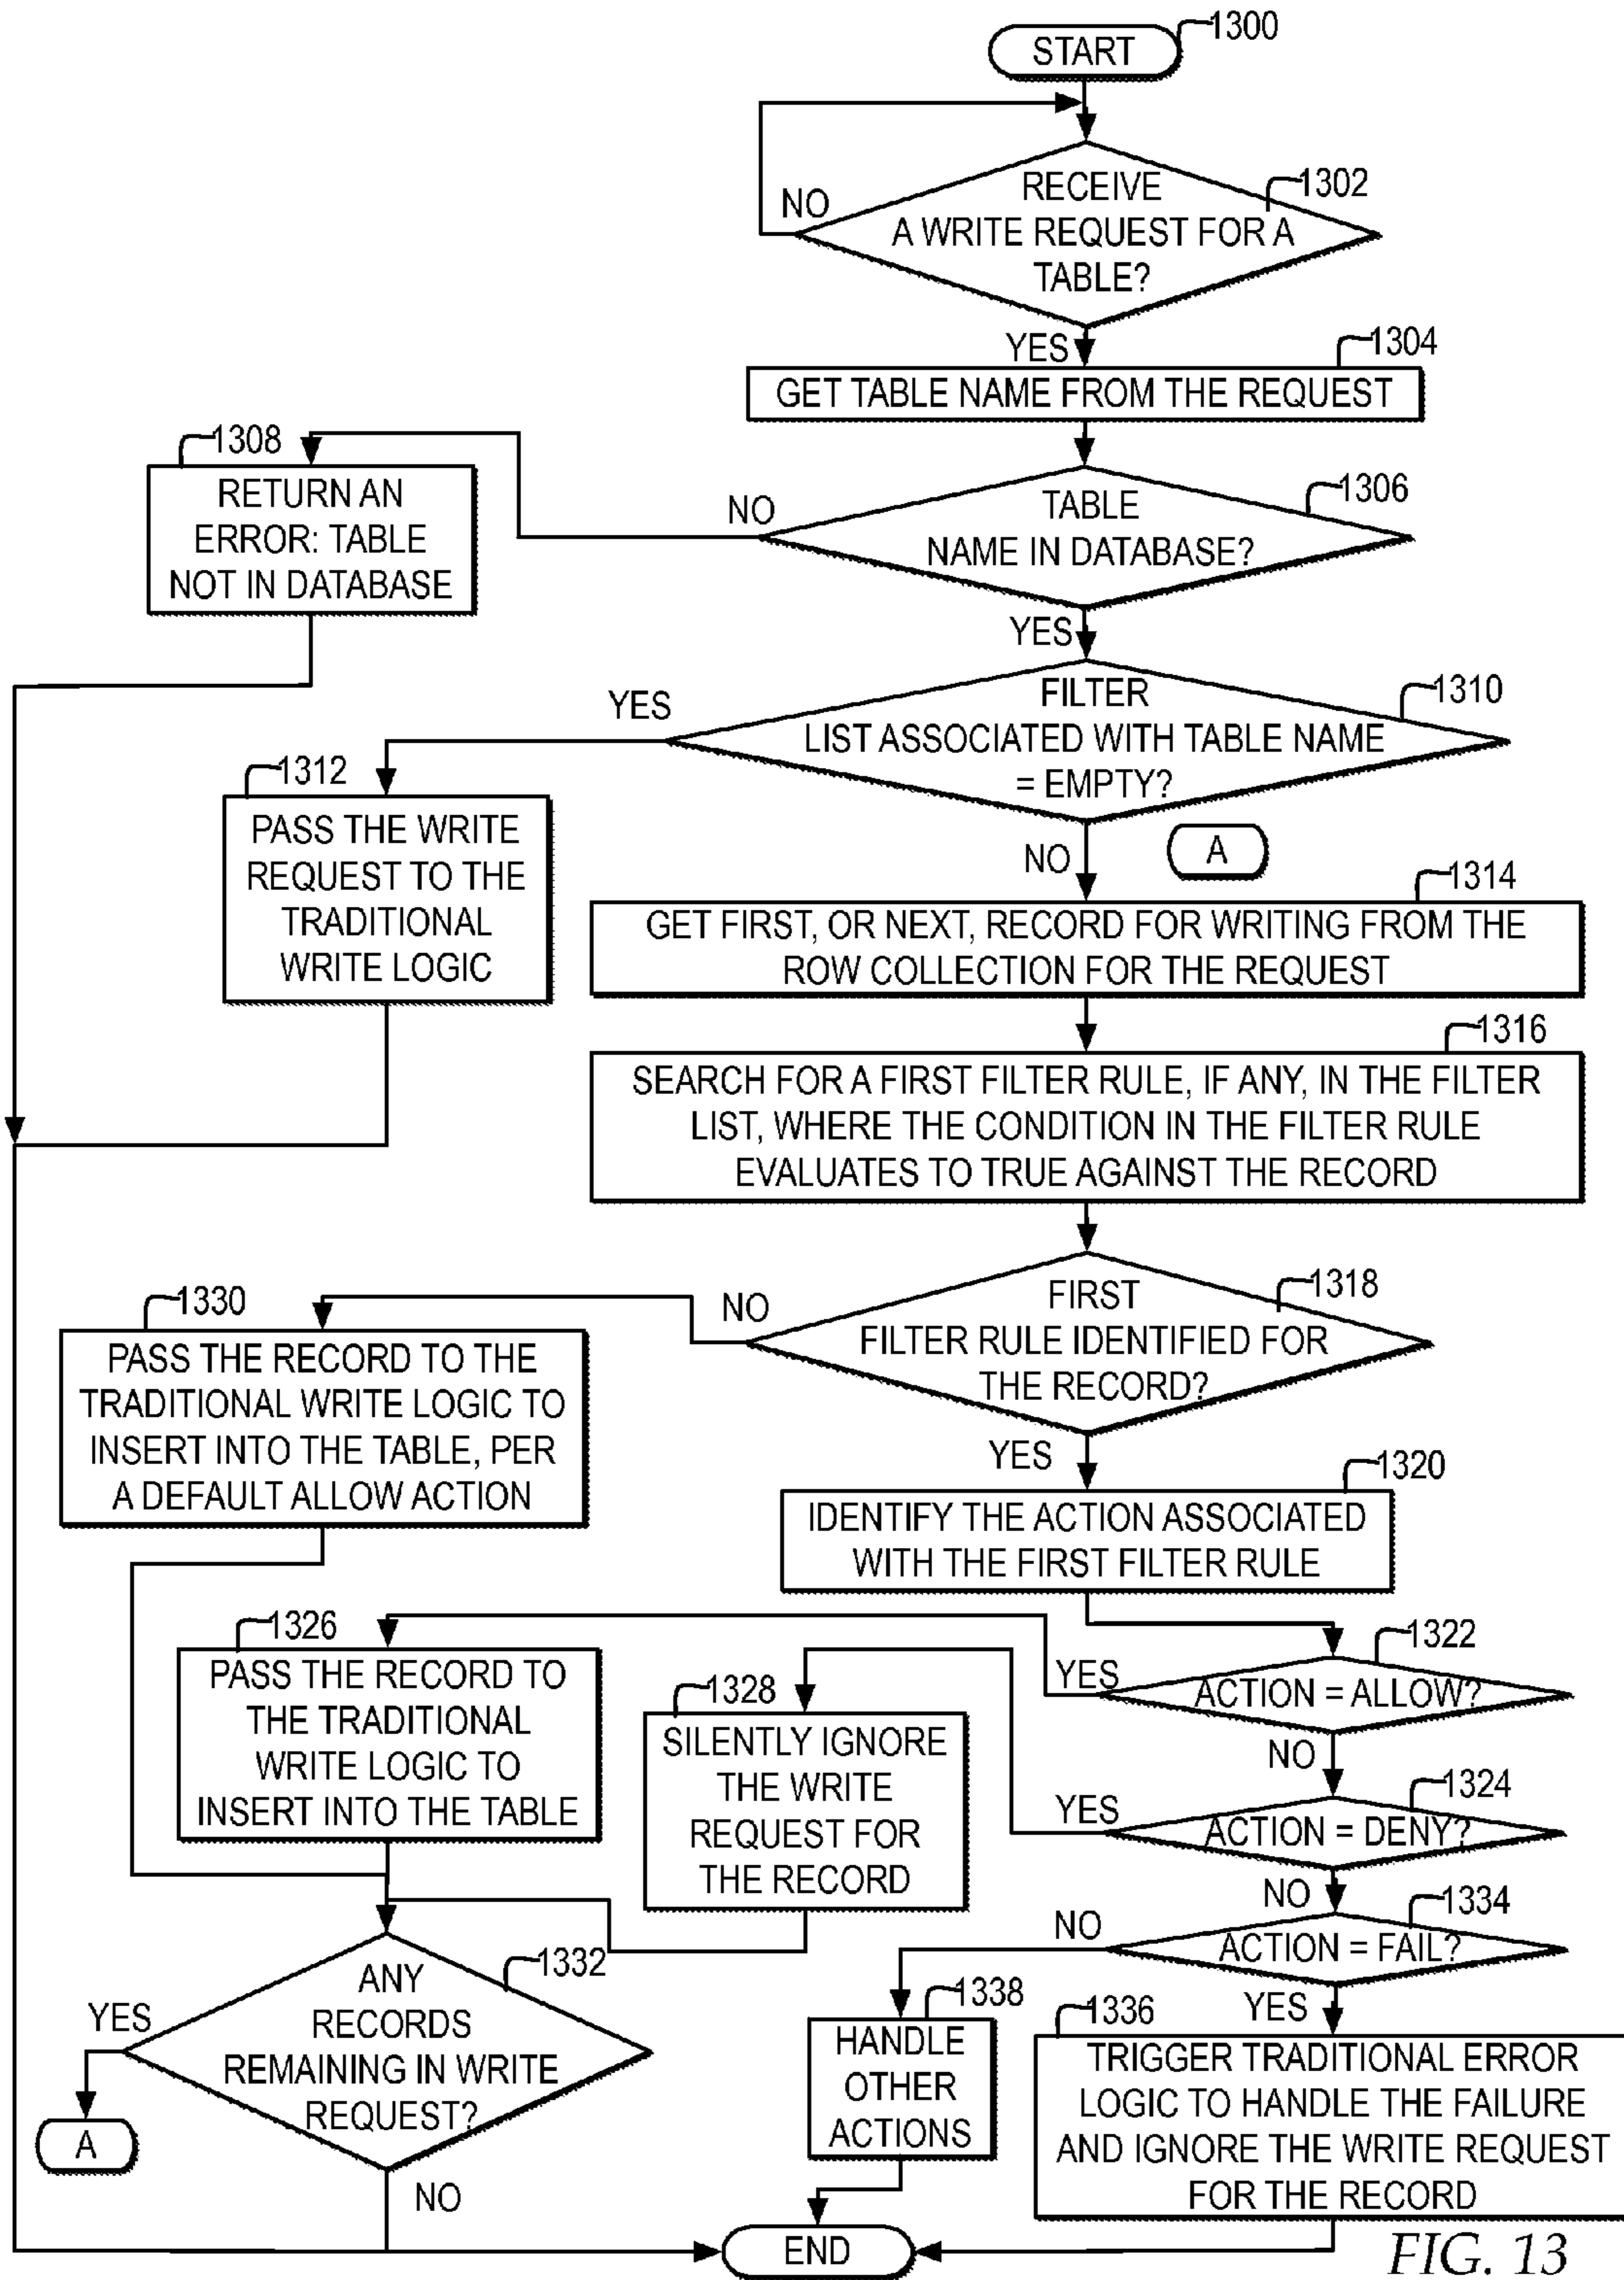 START
1300
RECEIVE
A WRITE REQUEST FOR A
TABLE?
1302
NO
YES
1304
GET TABLE NAME FROM THE REQUEST
1308
RETURN AN
ERROR: TABLE
NOT IN DATABASE
NO
TABLE
NAME IN DATABASE?
1306
YES
YES
FILTER
LIST ASSOCIATED WITH TABLE NAME
= EMPTY?
1310
1312
PASS THE WRITE
REQUEST TO THE
TRADITIONAL
WRITE LOGIC
NO
A
1314
GET FIRST, OR NEXT, RECORD FOR WRITING FROM THE
ROW COLLECTION FOR THE REQUEST
1316
SEARCH FOR A FIRST FILTER RULE, IF ANY, IN THE FILTER
LIST, WHERE THE CONDITION IN THE FILTER RULE
EVALUATES TO TRUE AGAINST THE RECORD
1330
PASS THE RECORD TO THE
TRADITIONAL WRITE LOGIC TO
INSERT INTO THE TABLE, PER
A DEFAULT ALLOW ACTION
NO
FIRST
FILTER RULE IDENTIFIED FOR
THE RECORD?
1318
YES
1320
IDENTIFY THE ACTION ASSOCIATED
WITH THE FIRST FILTER RULE
1326
PASS THE RECORD TO
THE TRADITIONAL
WRITE LOGIC TO
INSERT INTO THE TABLE
1328
SILENTLY IGNORE
THE WRITE
REQUEST FOR
THE RECORD
YES
ACTION = ALLOW?
1322
NO
YES
ACTION = DENY?
1324
NO
NO
ACTION = FAIL?
1334
YES
ANY
RECORDS
REMAINING IN WRITE
REQUEST?
1332
YES
A
NO
1338
HANDLE
OTHER
ACTIONS
1336
TRIGGER TRADITIONAL ERROR
LOGIC TO HANDLE THE FAILURE
AND IGNORE THE WRITE REQUEST
FOR THE RECORD
END
FIG. 13